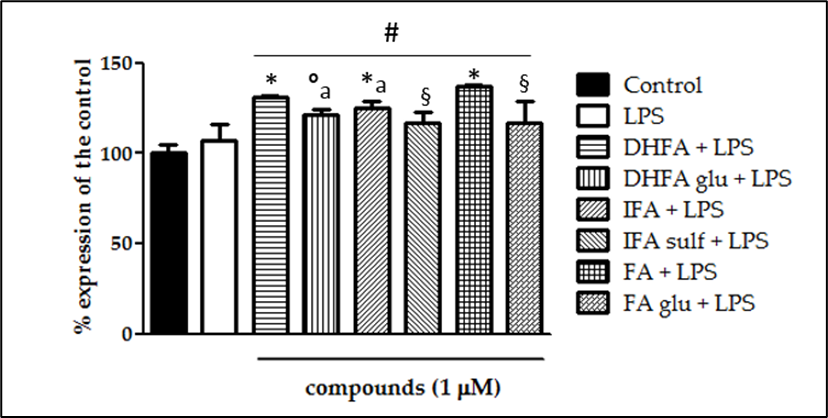 #
150
100
50
0
% expression of the control
* ° a * a § * §
compounds (1 µM)
Control
LPS
DHFA + LPS
DHFA glu + LPS
IFA + LPS
IFA sulf + LPS
FA + LPS
FA glu + LPS